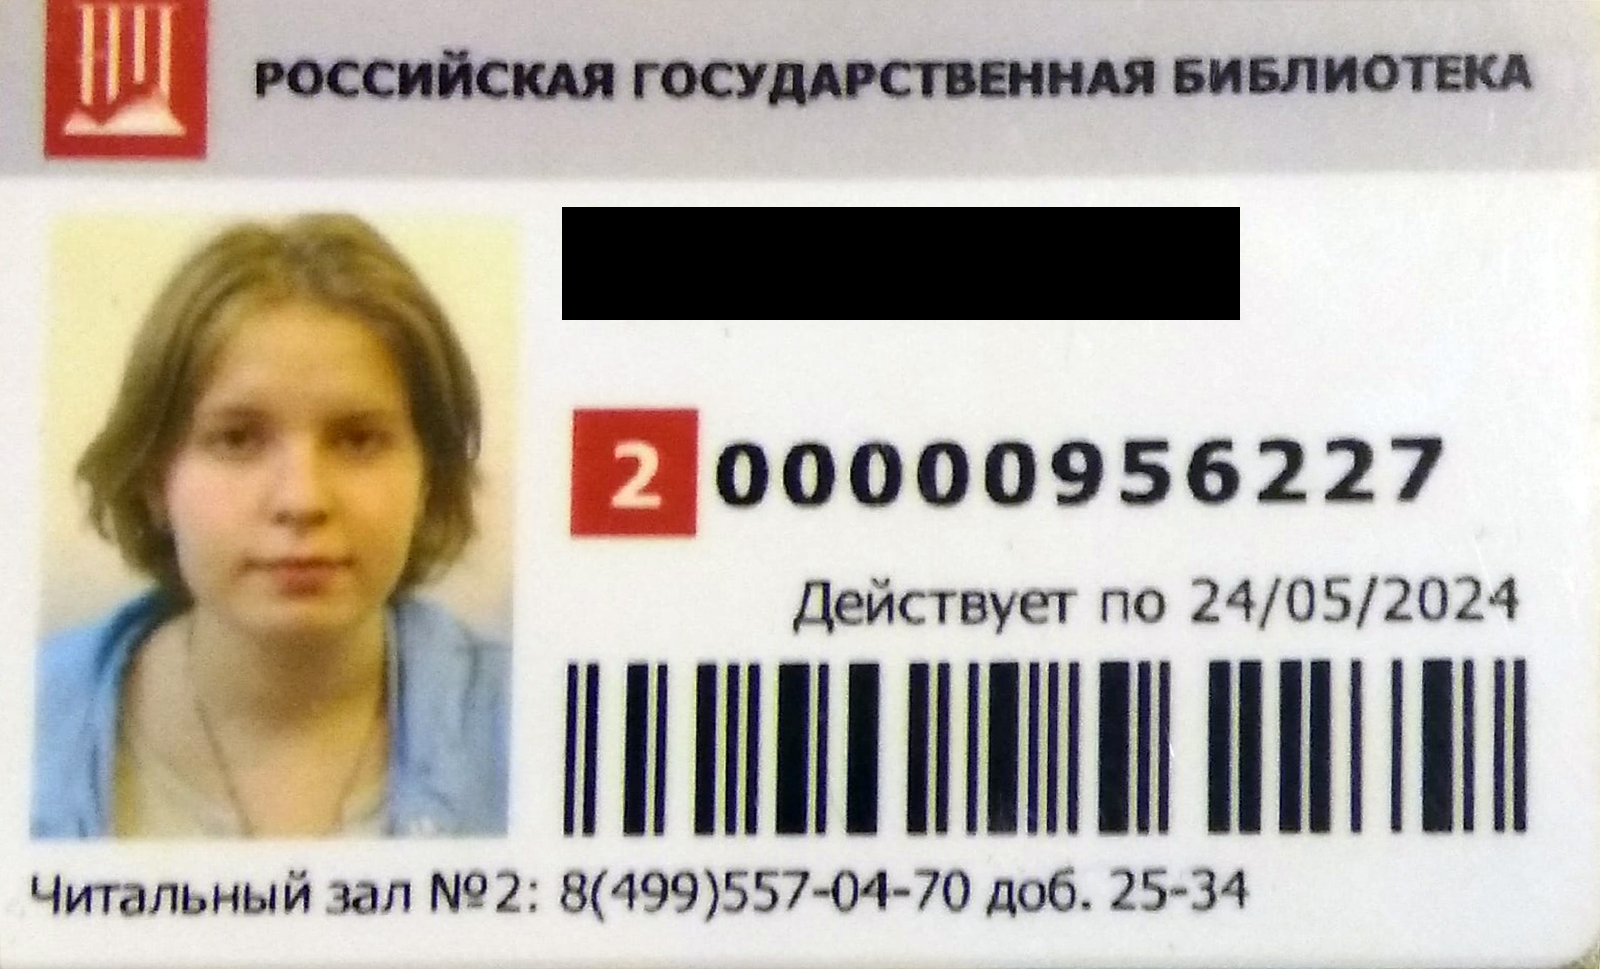 РОССИЙСКАЯ ГОСУДАРСТВЕННАЯ БИБЛИОТЕКА
2 00000956227
Действует по 24/05/2024
Читальный зал №2: 8(499)557-04-70 доб. 25-34